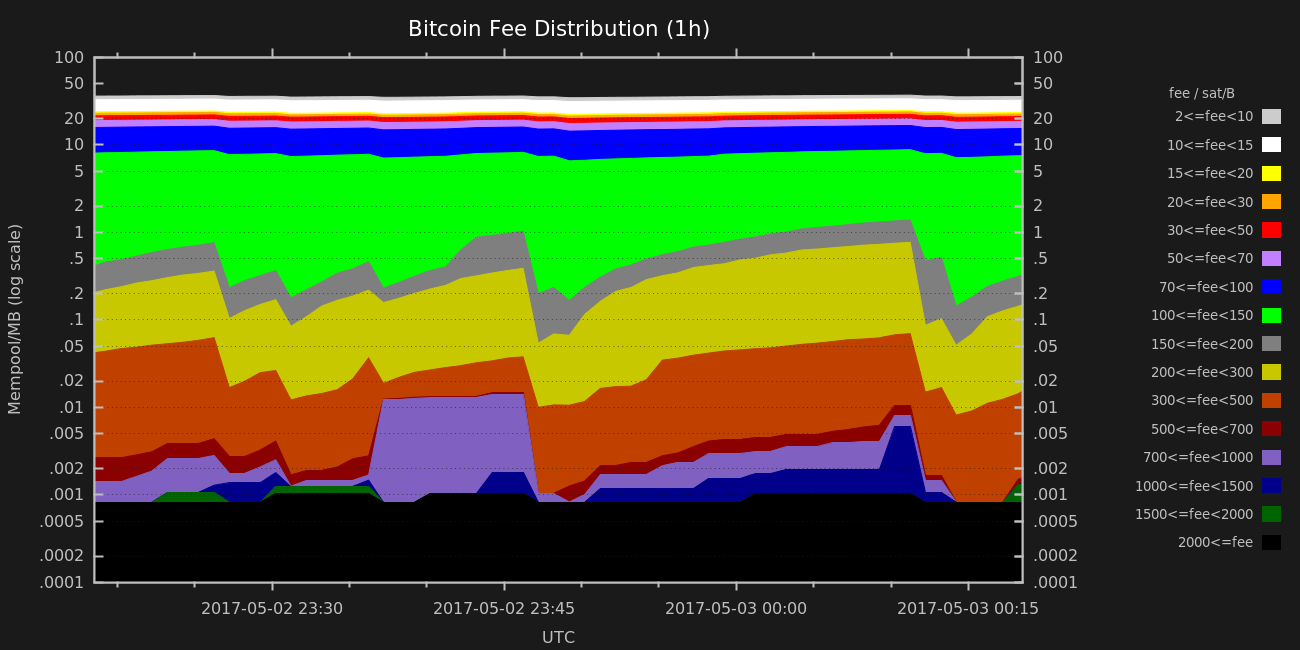 Bitcoin Fee Distribution (1h)
100
50
20
10
5
2
1
.5
.2
.1
.05
.02
.01
.005
.002
.001
.0005
.0002
.0001
Mempool/MB (log scale)
100
50
20
10
5
2
1
.5
.2
.1
.05
.02
.01
.005
.002
.001
.0005
.0002
.0001
2017-05-02 23:30
2017-05-02 23:45
2017-05-03 00:00
2017-05-03 00:15
UTC
fee / sat/B
2<=fee<10
10<=fee<15
15<=fee<20
20<=fee<30
30<=fee<50
50<=fee<70
70<=fee<100
100<=fee<150
150<=fee<200
200<=fee<300
300<=fee<500
500<=fee<700
700<=fee<1000
1000<=fee<1500
1500<=fee<2000
2000<=fee